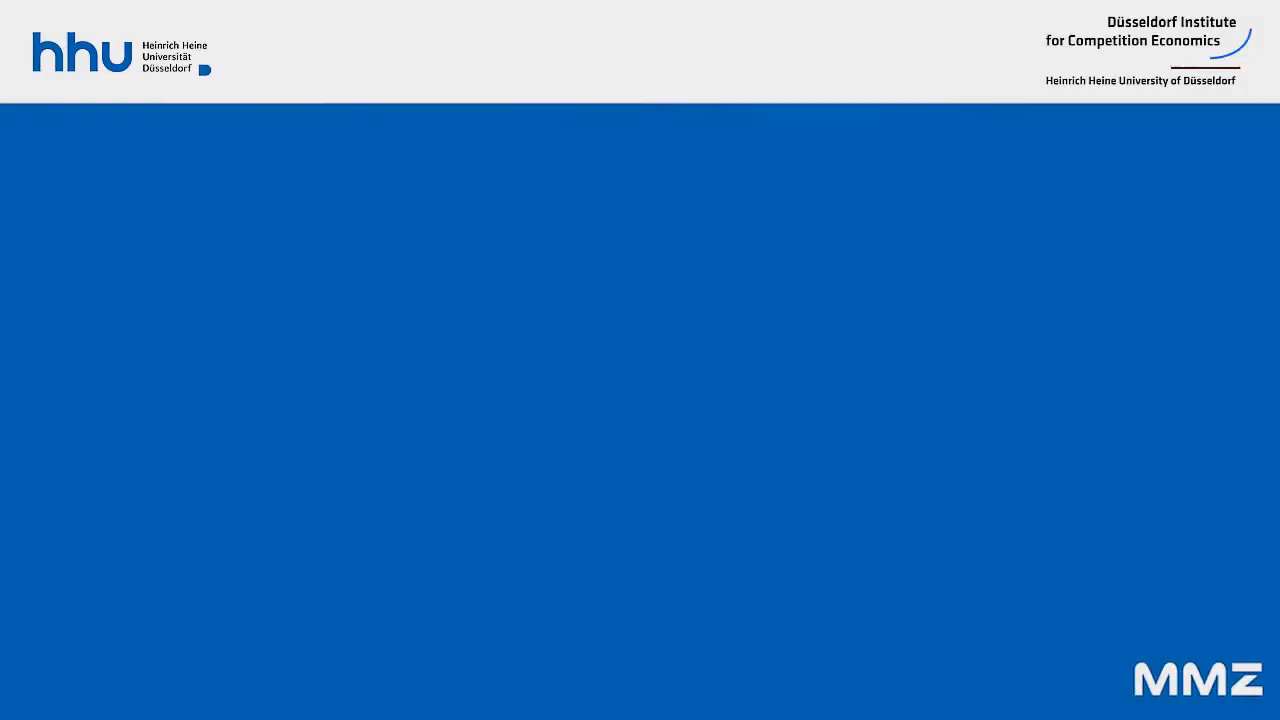 hhu
Heinrich Heine
Universität
Düsseldorf
Düsseldorf Institute
for Competition Economics
Heinrich Heine University of Düsseldorf
MMZ